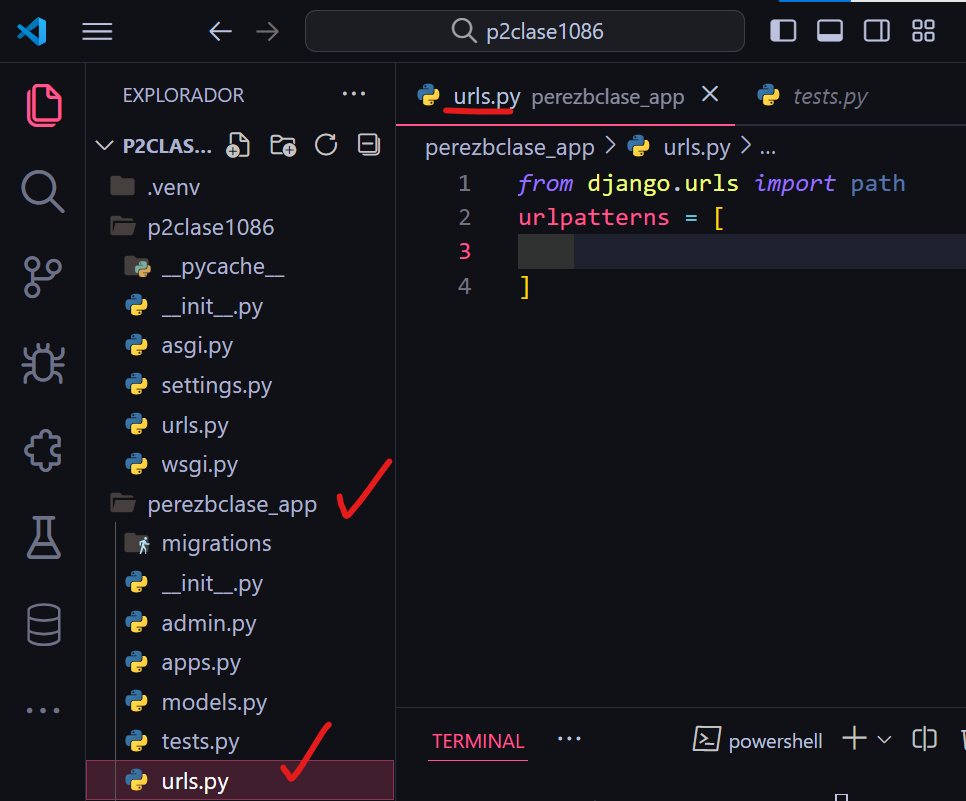 p2clase1086
EXPLORADOR
P2CLAS...
.venv
p2clase1086
__pycache__
__init__.py
asgi.py
settings.py
urls.py
wsgi.py
perezbclase_app
migrations
__init__.py
admin.py
apps.py
models.py
tests.py
urls.py
urls.py perezbclase_app
tests.py
perezbclase_app > urls.py > ...
1 from django.urls import path
2 urlpatterns = [
3
4 ]
TERMINAL
powershell